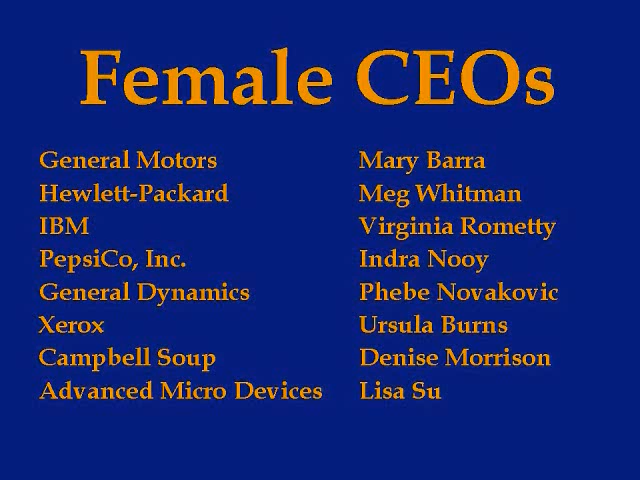 Female CEOs
General Motors Mary Barra
Hewlett-Packard Meg Whitman
IBM Virginia Rometty
PepsiCo, Inc. Indra Nooy
General Dynamics Phebe Novakovic
Xerox Ursula Burns
Campbell Soup Denise Morrison
Advanced Micro Devices Lisa Su